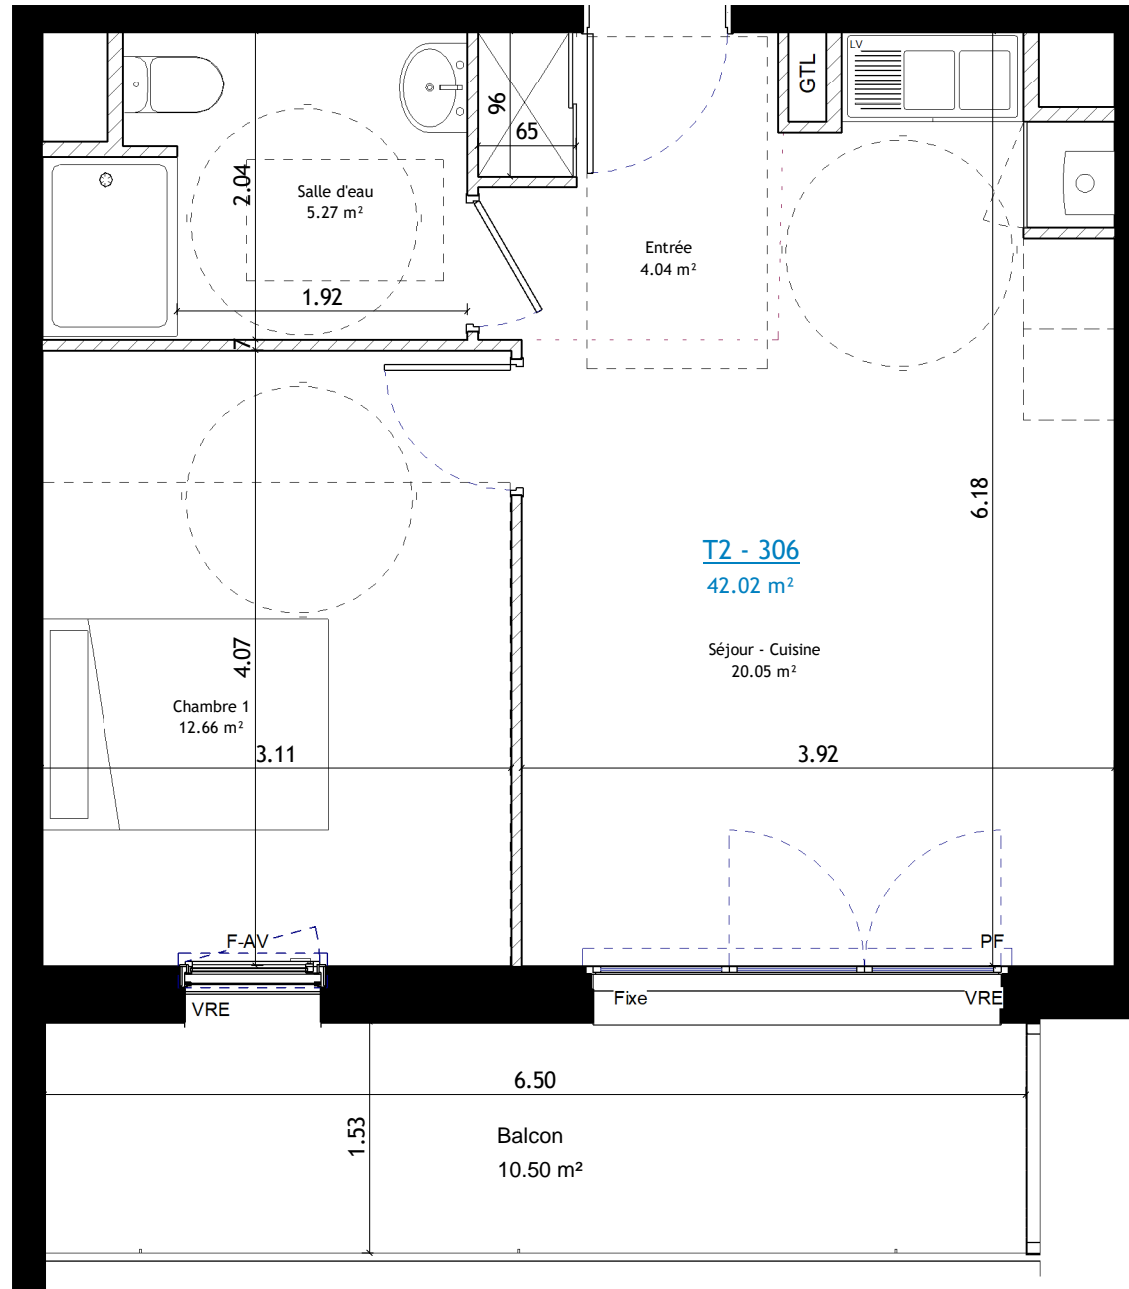 LV
GTL
96
65
2.04
Salle d'eau
5.27 m²
Entrée
4.04 m²
1.92
7
6.18
T2 - 306
42.02 m²
4.07
Séjour - Cuisine
20.05 m²
Chambre 1
12.66 m²
3.11
3.92
F-AV
PF
VRE
Fixe
VRE
6.50
1.53
Balcon
10.50 m²